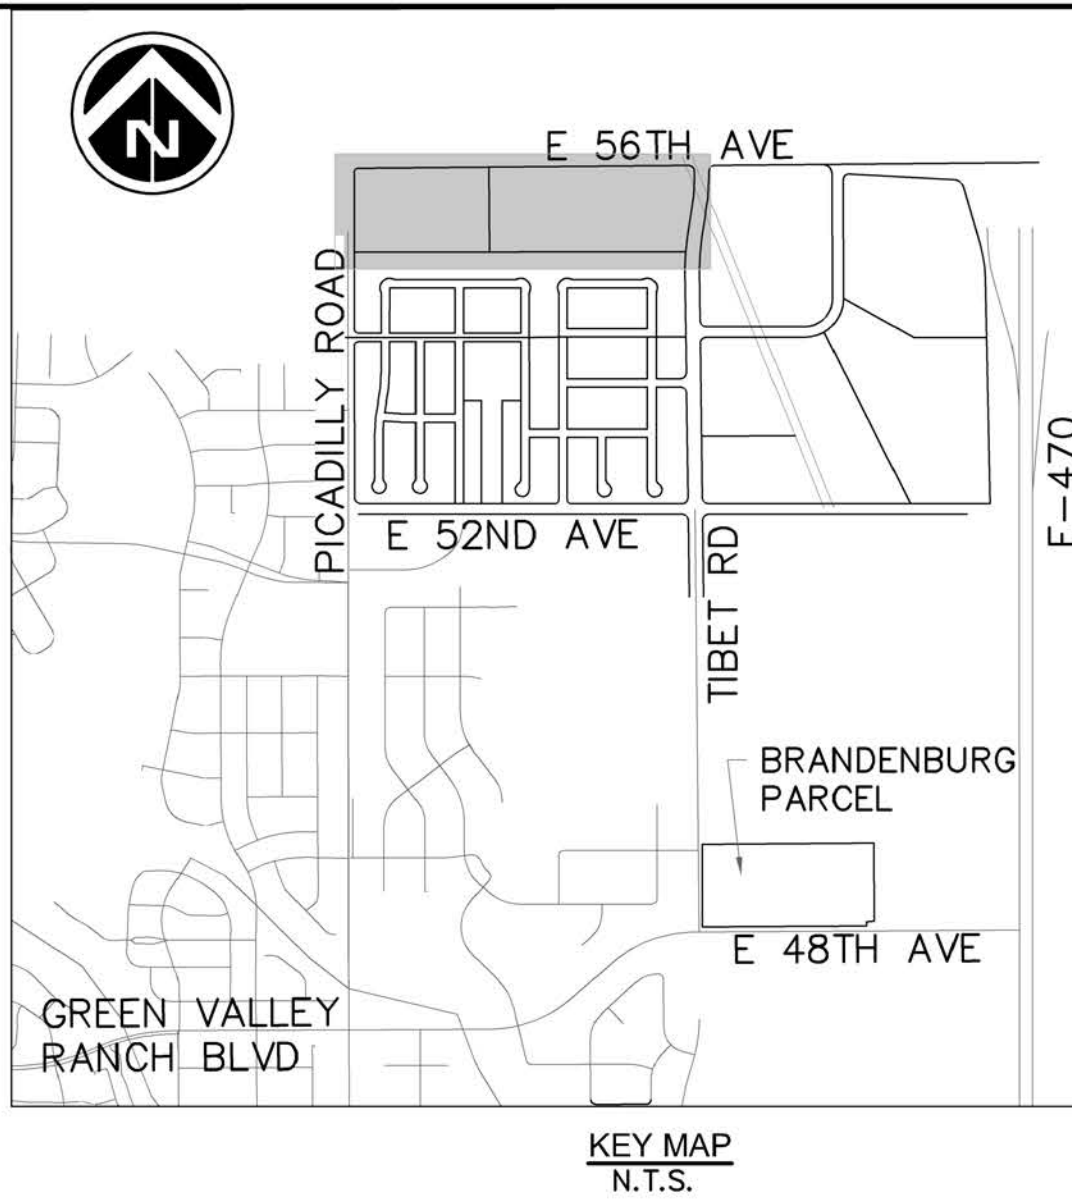 N
E 56TH AVE
PICADILLY ROAD
E-470
E 52ND AVE
TIBET RD
BRANDENBURG
PARCEL
E 48TH AVE
GREEN VALLEY
RANCH BLVD
KEY MAP
N.T.S.